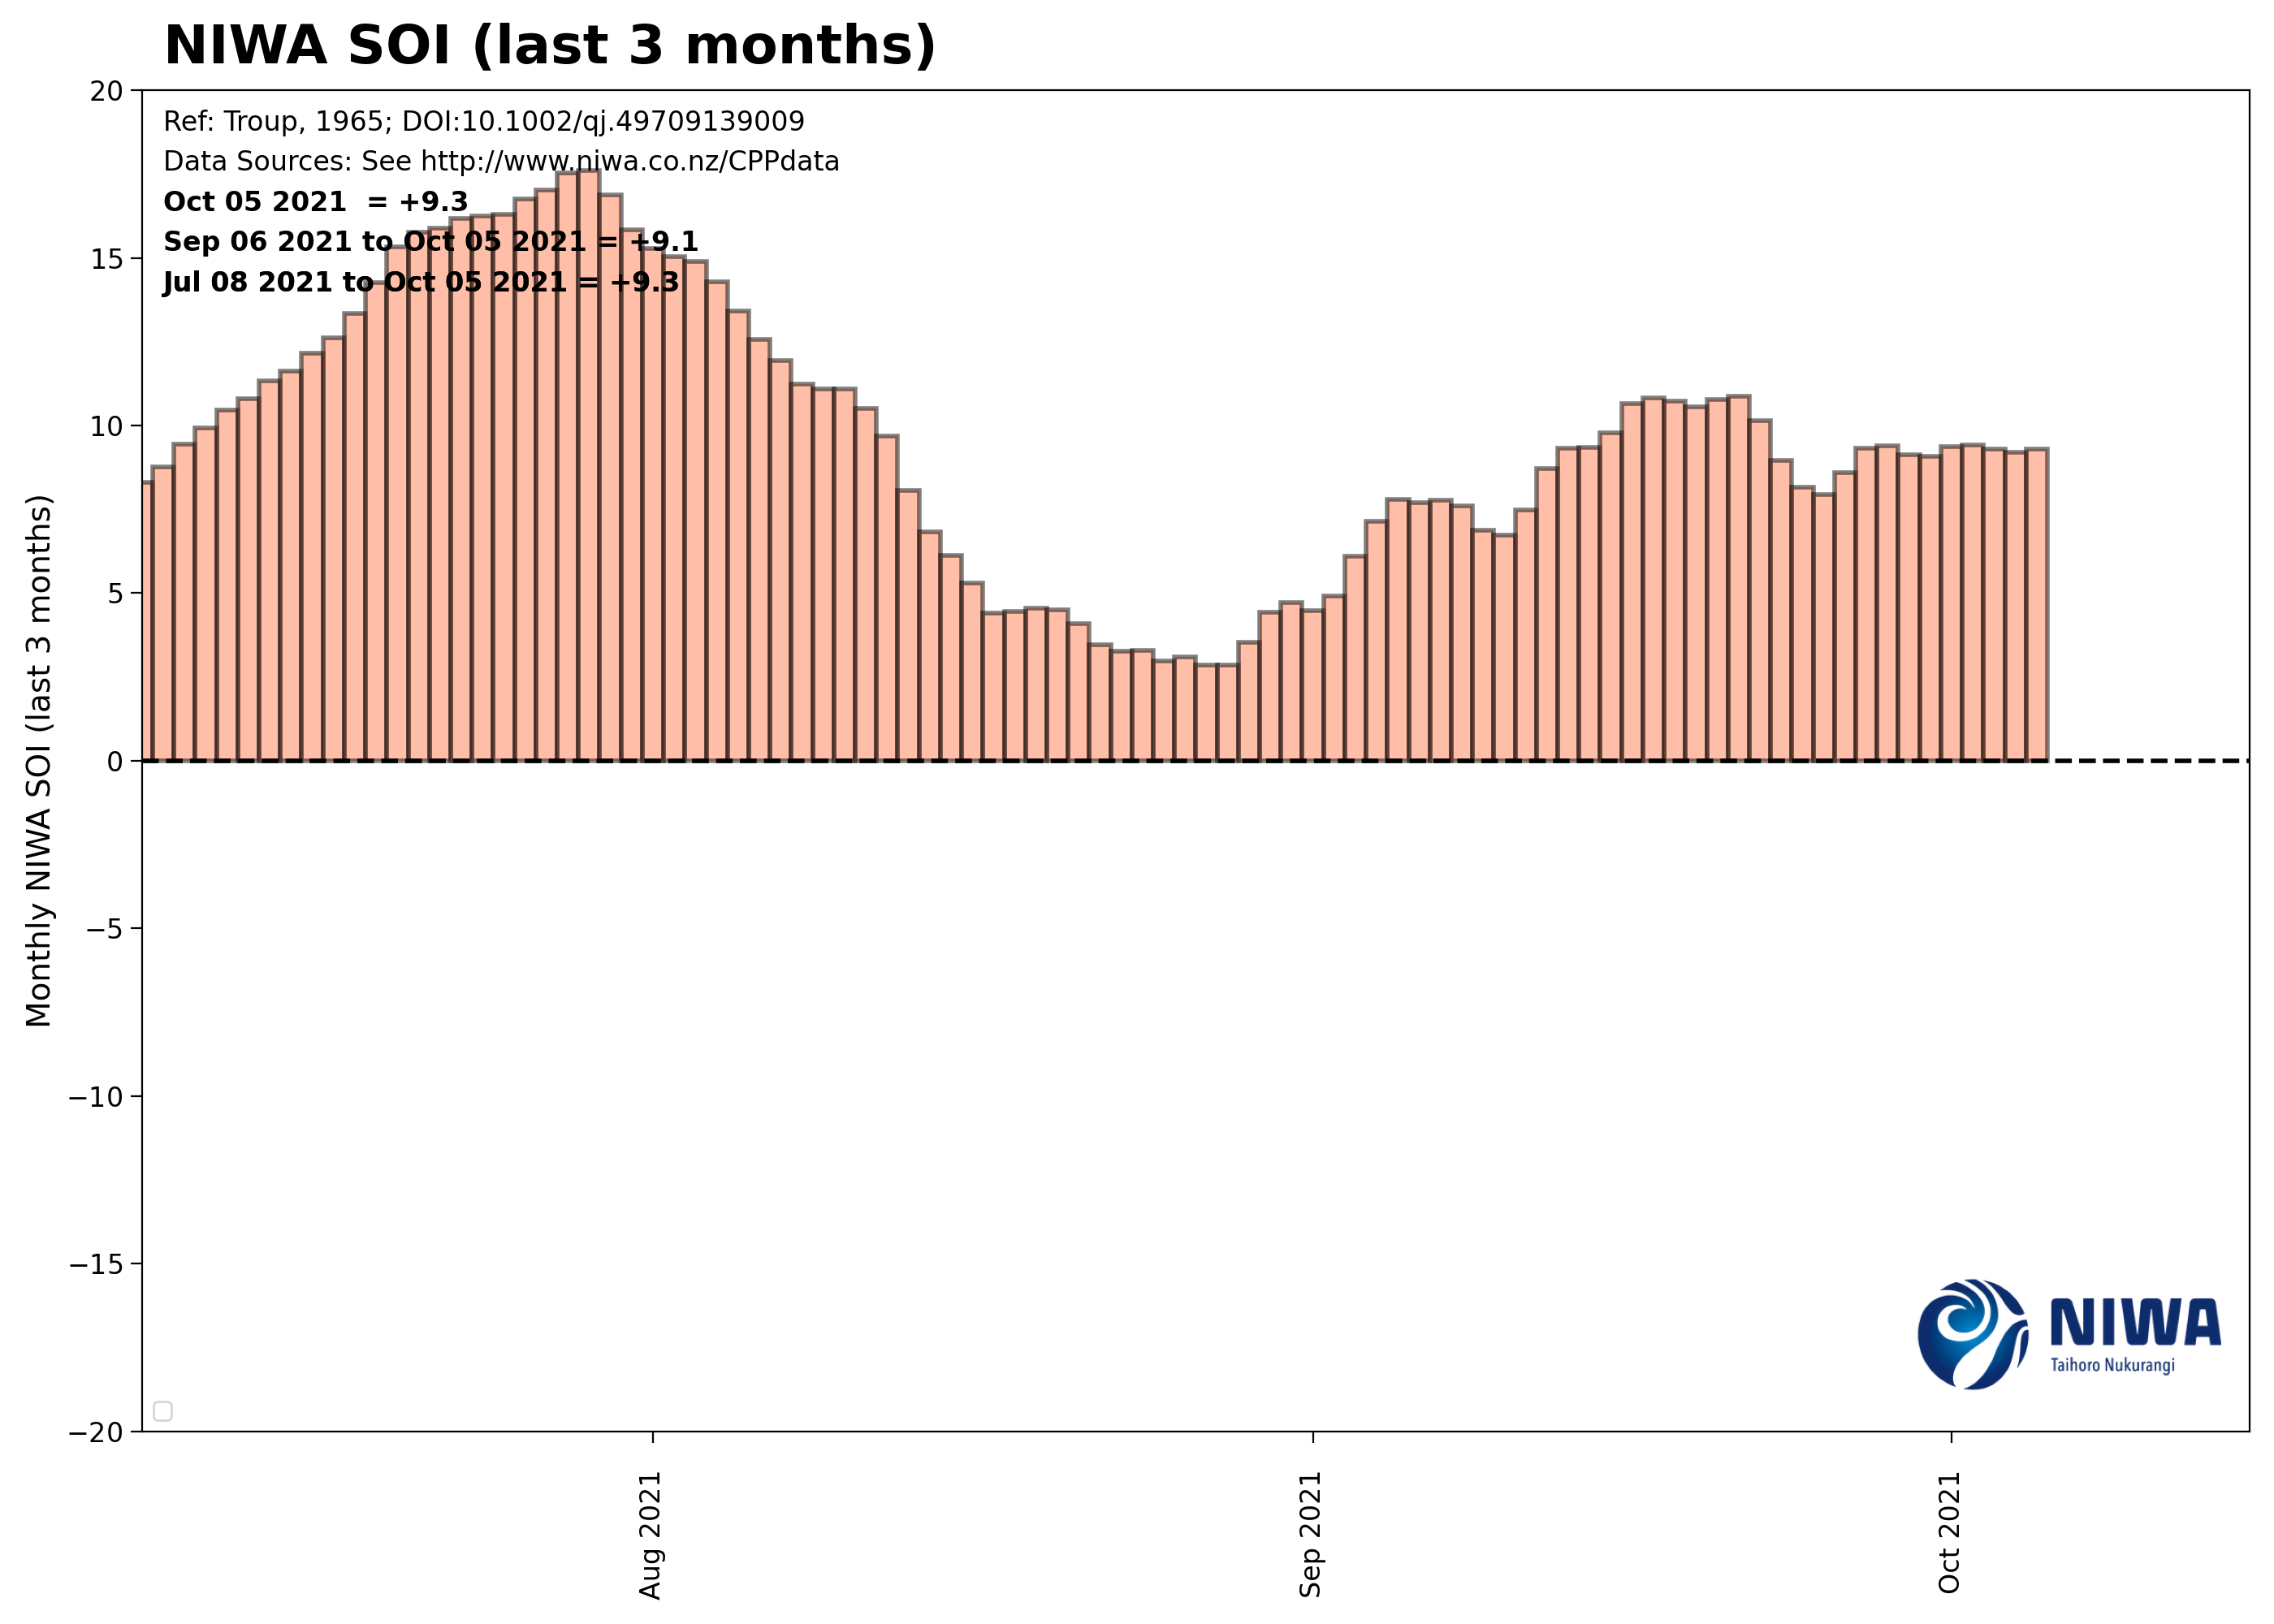 NIWA SOI (last 3 months)
Ref: Troup, 1965; DOI:10.1002/qj.49709139009
Data Sources: See http://www.niwa.co.nz/CPPdata
Oct 05 2021  = +9.3
Sep 06 2021 to Oct 05 2021 = +9.1
Jul 08 2021 to Oct 05 2021 = +9.3
Monthly NIWA SOI (last 3 months)
20
15
10
5
0
−5
−10
−15
−20
NIWA
Taihoro Nukurangi
Aug 2021
Sep 2021
Oct 2021